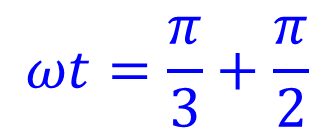 ωt = π/3 + π/2